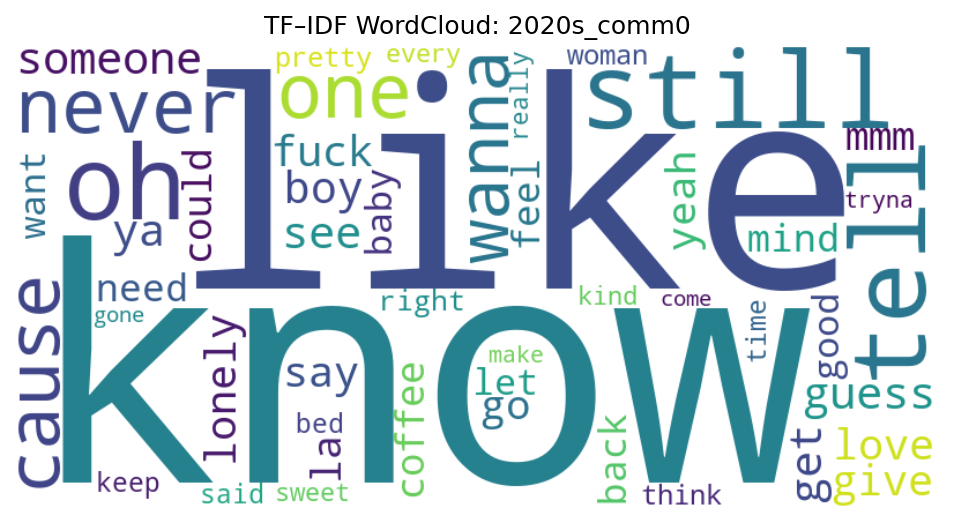 TF–IDF WordCloud: 2020s_comm0
someone
pretty
every
woman
never
like
one
wanna
really
still
oh
could
fuck
mmm
want
boy
baby
feel
yeah
tell
tryna
ya
see
mind
cause
know
need
right
kind
come
gone
time
good
lonely
say
make
let
guess
coffee
go
bed
la
back
get
love
keep
said
sweet
think
give